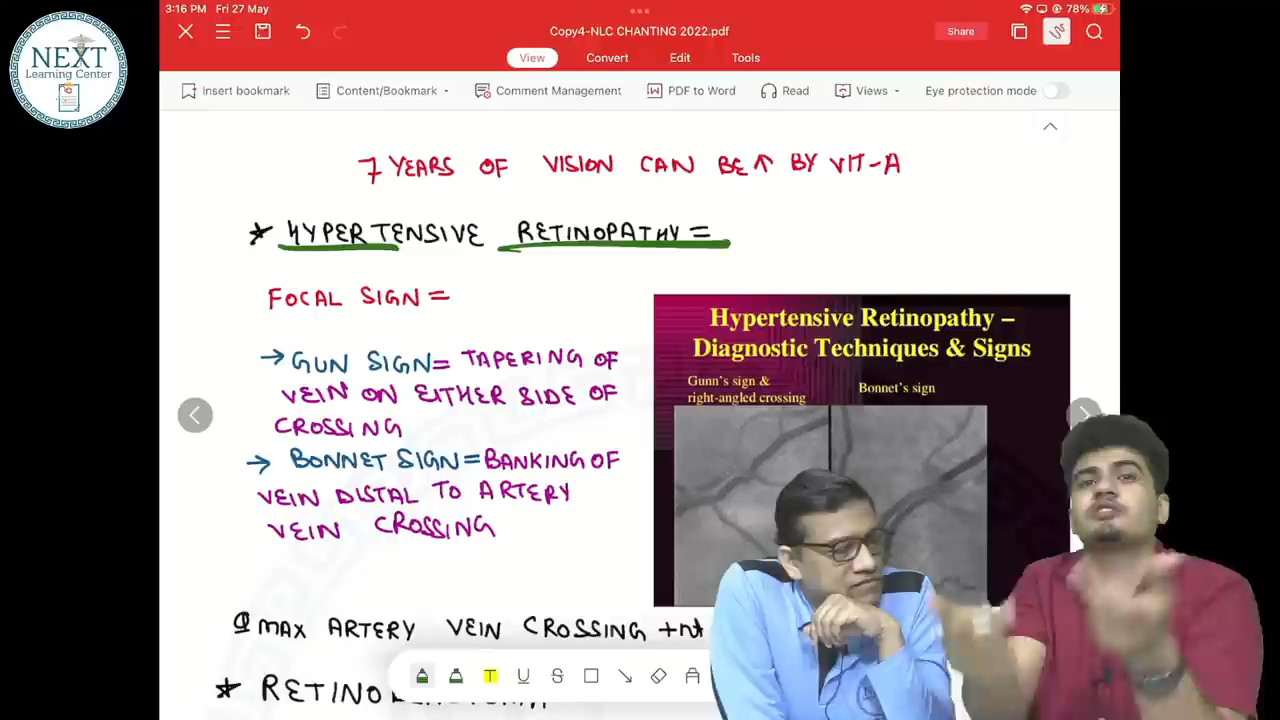 3:16 PM Fri 27 May
78%
NEXT
Learning Center
Copy4-NLC CHANTING 2022.pdf
Share
View Convert Edit Tools
Insert bookmark Content/Bookmark Comment Management PDF to Word Read Views Eye protection mode
7 YEARS OF VISION CAN BE ↑ BY VIT-A
* HYPERTENSIVE RETINOPATHY =
FOCAL SIGN =
→ GUN SIGN = TAPERING OF
VEIN ON EITHER SIDE OF
CROSSING
→ BONNET SIGN = BANKING OF
VEIN DISTAL TO ARTERY
VEIN CROSSING
Hypertensive Retinopathy –
Diagnostic Techniques & Signs
Gunn's sign &
right-angled crossing
Bonnet's sign
MAX ARTERY VEIN CROSSING +nt
T U S